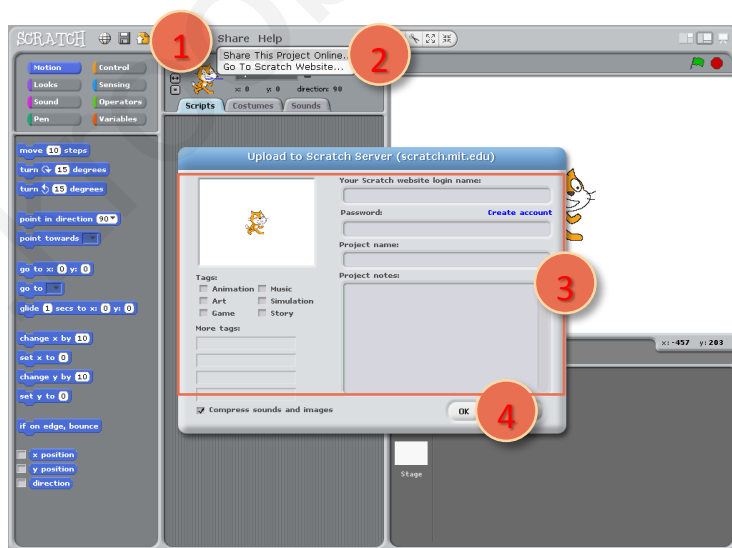 SCRATCH
1
Share Help
Share This Project Online...
Go To Scratch Website...
2
Motion Control
Looks Sensing
Sound Operators
Pen Variables
x: 0 y: 0 direction: 90
Scripts Costumes Sounds
move 10 steps
turn 15 degrees
turn 15 degrees
point in direction 90
point towards
go to x: 0 y: 0
go to
glide 1 secs to x: 0 y: 0
change x by 10
set x to 0
change y by 10
set y to 0
if on edge, bounce
x position
y position
direction
Upload to Scratch Server (scratch.mit.edu)
Your Scratch website login name:
Password: Create account
Project name:
Project notes:
Tags:
Animation Music
Art Simulation
Game Story
More tags:
3
Compress sounds and images
OK
4
x: -457 y: 203
Stage